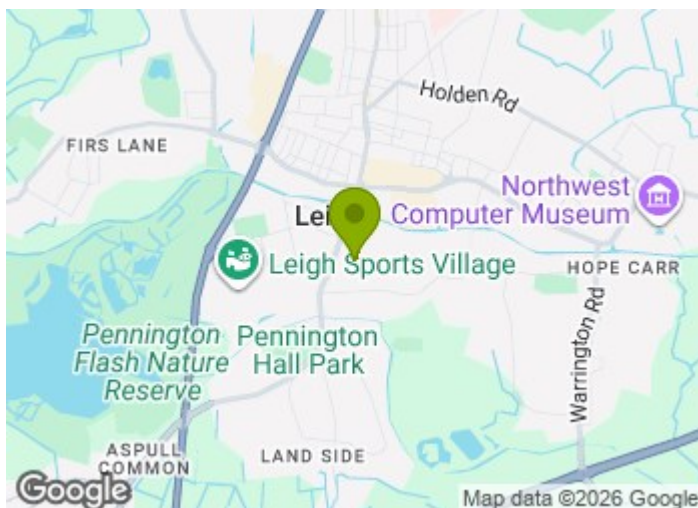 Holden Rd
FIRS LANE
Northwest
Computer Museum
Lei
Leigh Sports Village
HOPE CARR
Pennington
Flash Nature
Reserve
Pennington
Hall Park
Warrington Rd
ASPULL
COMMON
LAND SIDE
Google
Map data ©2026 Google